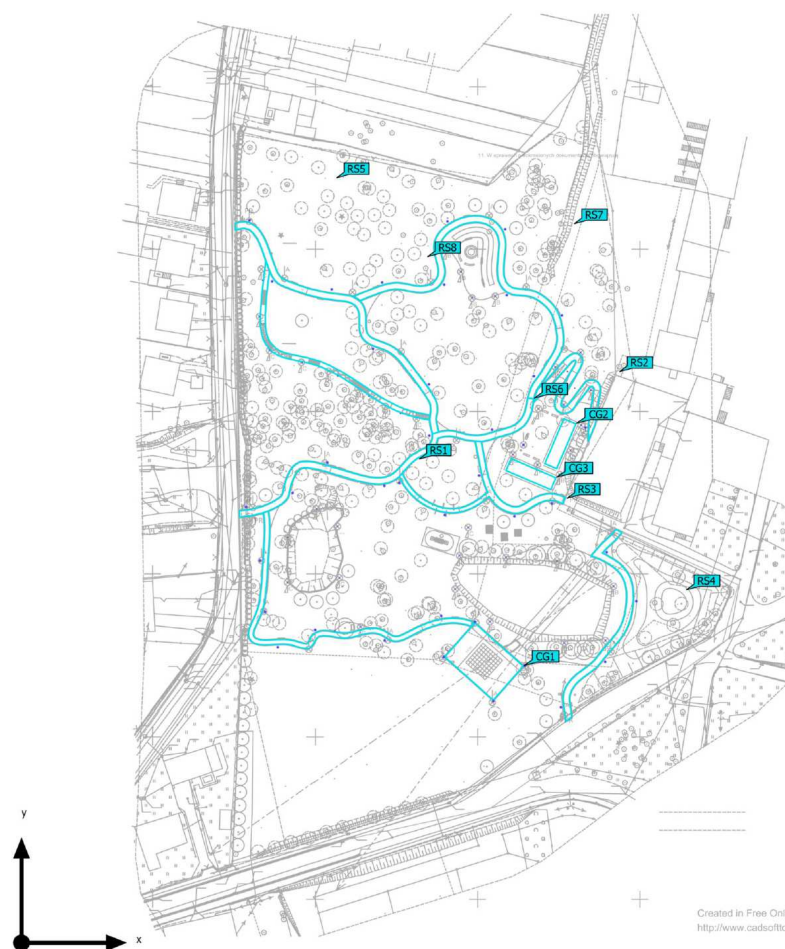 RS5
RS7
RS8
RS2
RS6
CG2
RS1
CG3
RS3
RS4
CG1
y
x
Created in Free Onl
http://www.cadsoftto